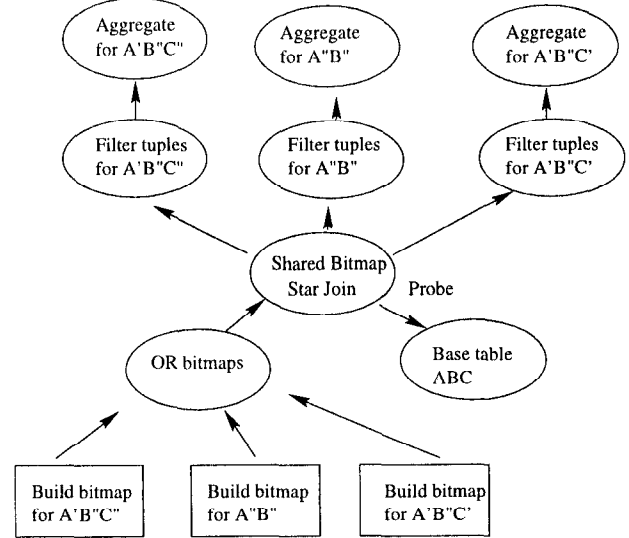 Aggregate
for A'B"C"
Aggregate
for A"B"
Aggregate
for A'B"C'
Filter tuples
for A'B"C"
Filter tuples
for A"B"
Filter tuples
for A'B"C'
Shared Bitmap
Star Join
Probe
OR bitmaps
Base table
ABC
Build bitmap
for A'B"C"
Build bitmap
for A"B"
Build bitmap
for A'B"C'